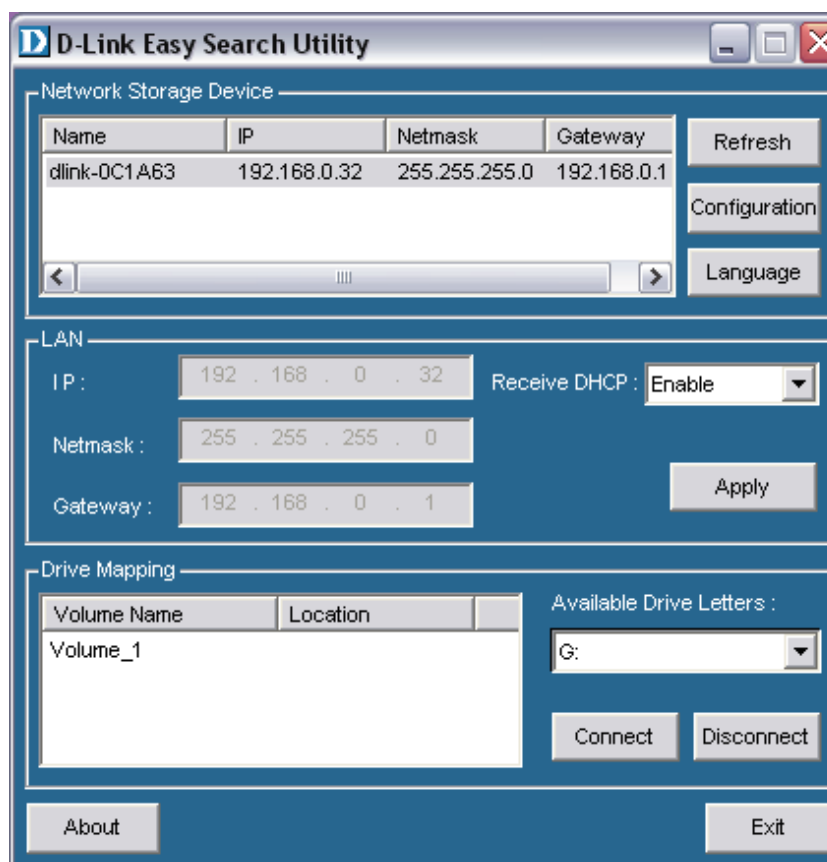 D-Link Easy Search Utility
Network Storage Device
Name IP Netmask Gateway
dlink-0C1A63 192.168.0.32 255.255.255.0 192.168.0.1
Refresh
Configuration
Language
LAN
IP : 192 . 168 . 0 . 32 Receive DHCP : Enable
Netmask : 255 . 255 . 255 . 0
Gateway : 192 . 168 . 0 . 1
Apply
Drive Mapping
Volume Name Location
Volume_1
Available Drive Letters :
G:
Connect Disconnect
About Exit